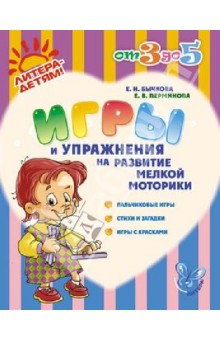 ЛИТЕРА-
ДЕТЯМ!
от 3 до 5
Е. Н. БЫЧКОВА
Е. В. ПЕРМИНОВА
ИГРЫ
И УПРАЖНЕНИЯ
НА РАЗВИТИЕ
МЕЛКОЙ
МОТОРИКИ
ПАЛЬЧИКОВЫЕ ИГРЫ
СТИХИ И ЗАГАДКИ
ИГРЫ С КРАСКАМИ